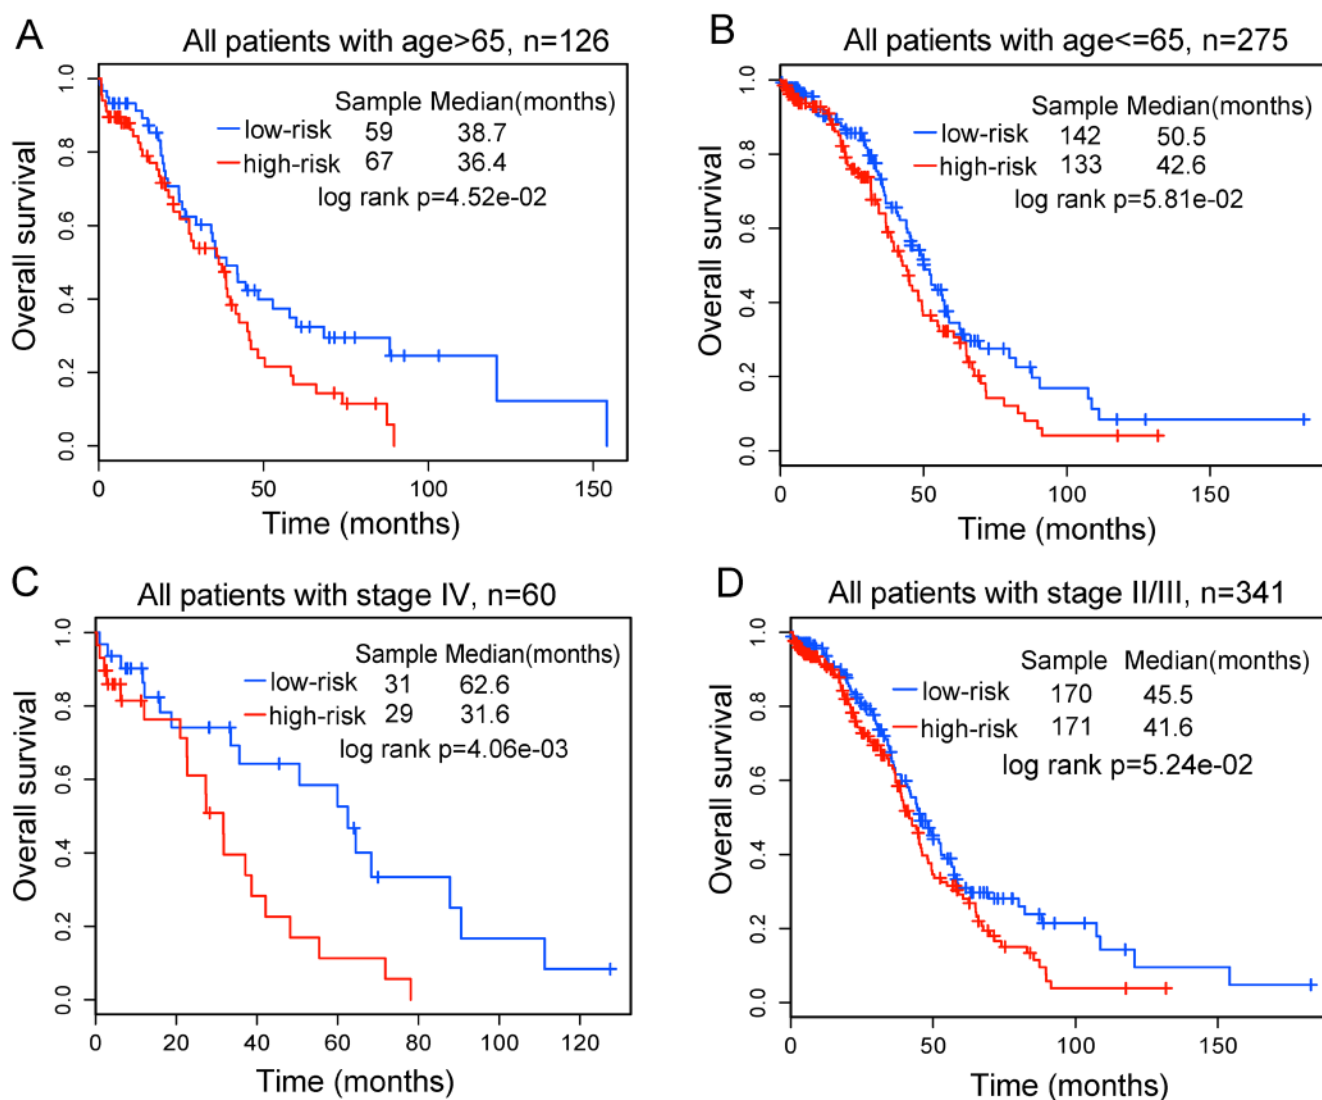 A
All patients with age>65, n=126
Sample Median(months)
low-risk 59 38.7
high-risk 67 36.4
log rank p=4.52e-02
Overall survival
0.0 0.2 0.4 0.6 0.8 1.0
0 50 100 150
Time (months)
B
All patients with age<=65, n=275
Sample Median(months)
low-risk 142 50.5
high-risk 133 42.6
log rank p=5.81e-02
Overall survival
0.0 0.2 0.4 0.6 0.8 1.0
0 50 100 150
Time (months)
C
All patients with stage IV, n=60
Sample Median(months)
low-risk 31 62.6
high-risk 29 31.6
log rank p=4.06e-03
Overall survival
0.0 0.2 0.4 0.6 0.8 1.0
0 20 40 60 80 100 120
Time (months)
D
All patients with stage II/III, n=341
Sample Median(months)
low-risk 170 45.5
high-risk 171 41.6
log rank p=5.24e-02
Overall survival
0.0 0.2 0.4 0.6 0.8 1.0
0 50 100 150
Time (months)